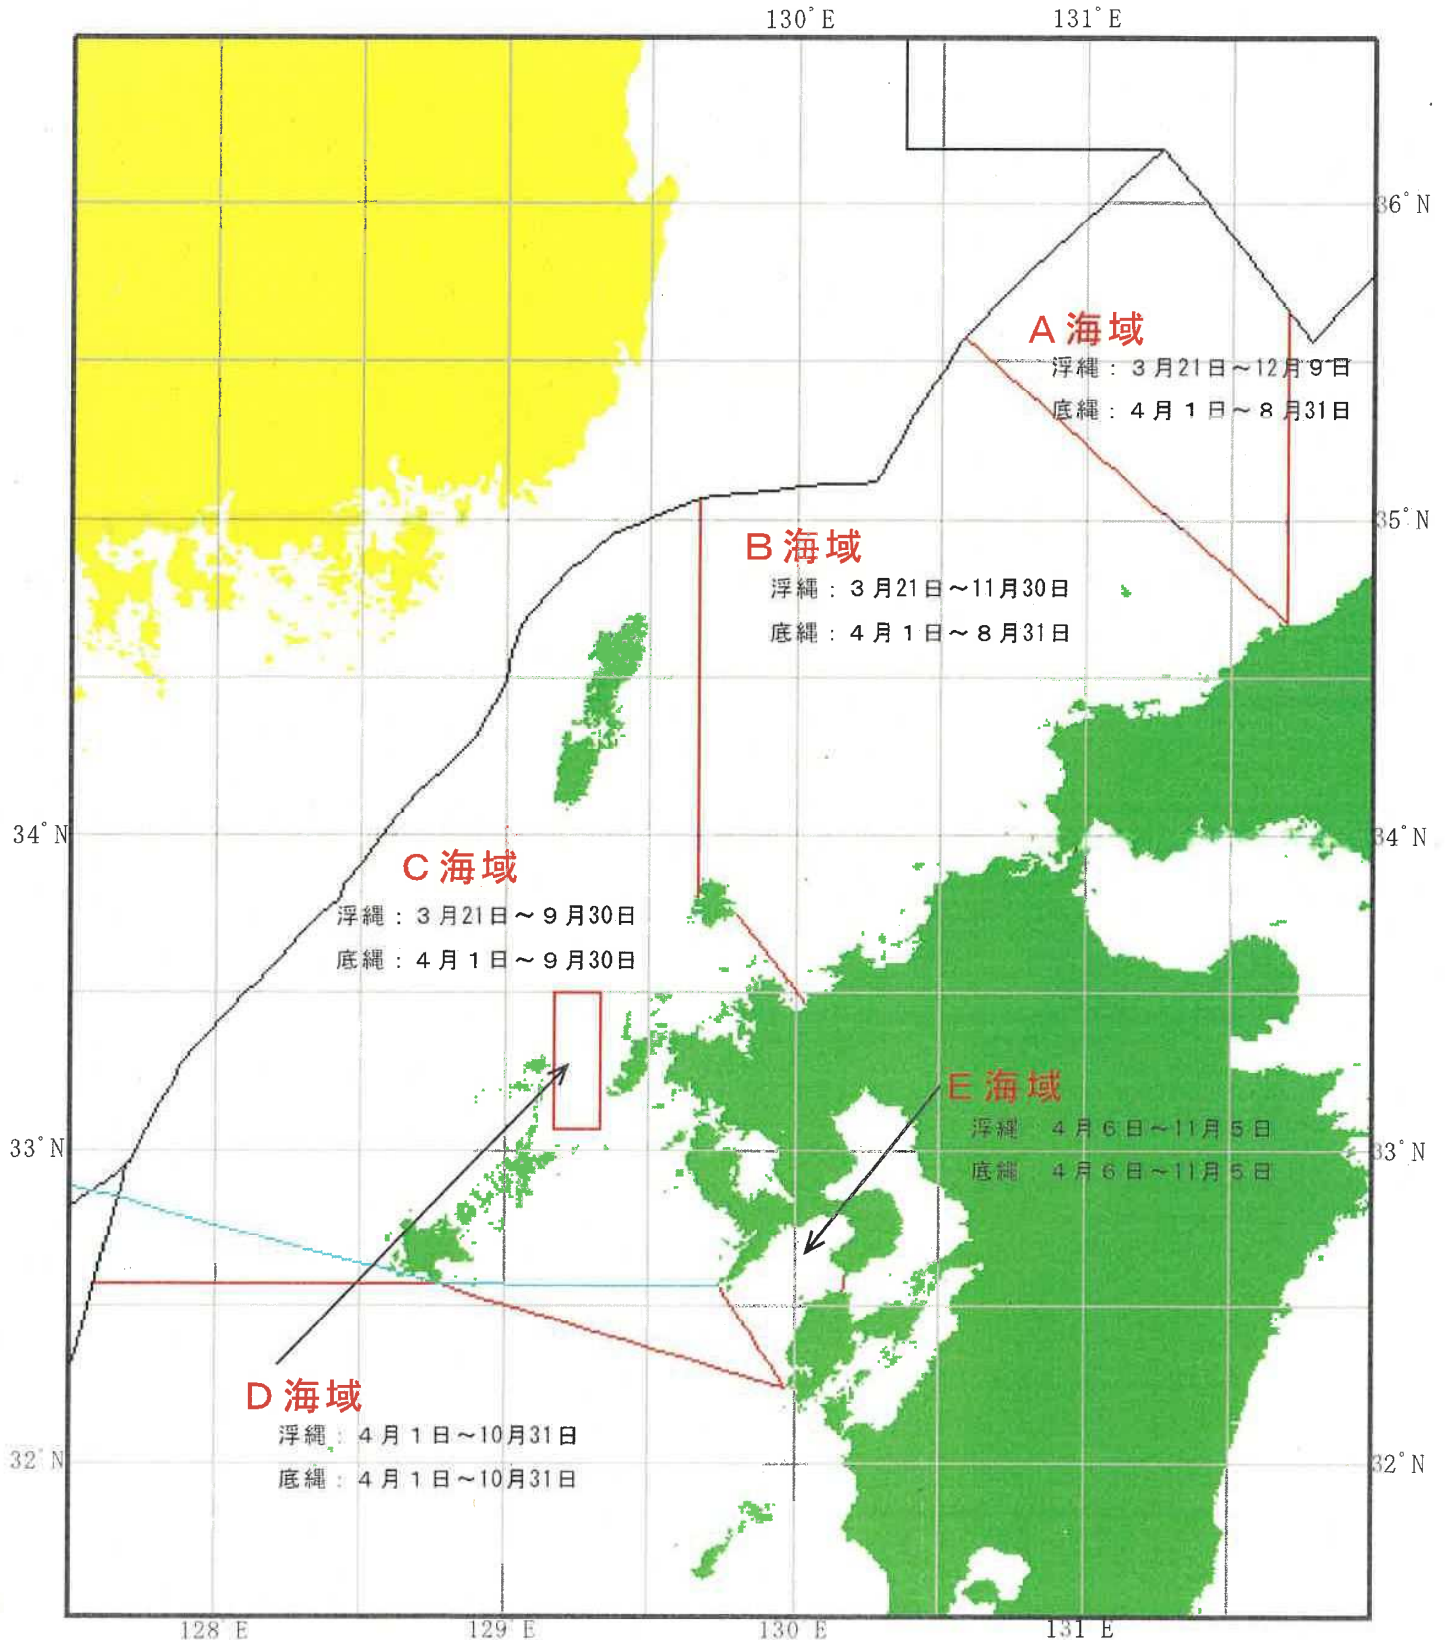 130°E 131°E
36°N
A海域
浮縄：3月21日～12月9日
底縄：4月1日～8月31日
35°N
B海域
浮縄：3月21日～11月30日
底縄：4月1日～8月31日
34°N 34°N
C海域
浮縄：3月21日～9月30日
底縄：4月1日～9月30日
E海域
浮縄 4月6日～11月5日
33°N 33°N
底縄 4月6日～11月5日
D海域
浮縄：4月1日～10月31日
32°N 32°N
底縄：4月1日～10月31日
128°E 129°E 130°E 131°E